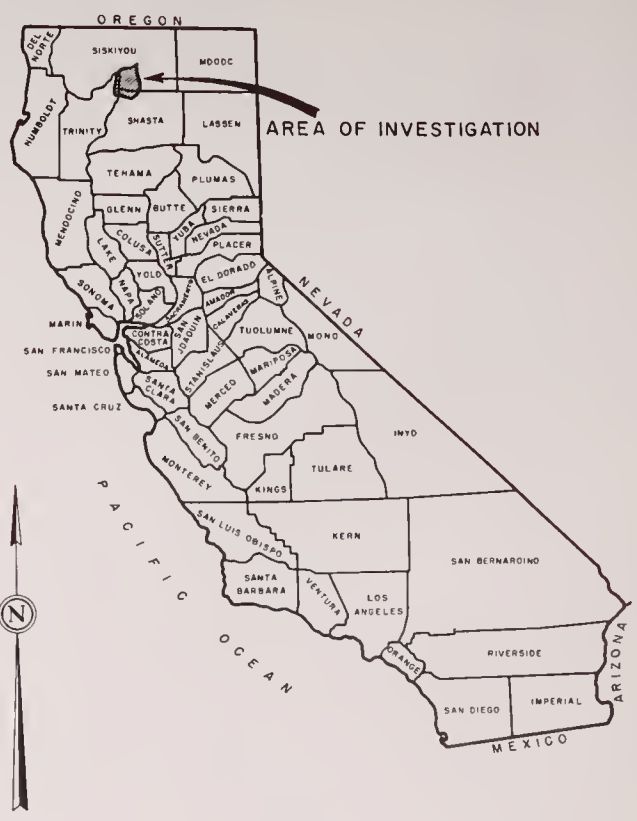 OREGON
DEL NORTE
SISKIYOU
MODOC
HUMBOLDT
TRINITY
SHASTA
LASSEN
AREA OF INVESTIGATION
TEHAMA
PLUMAS
MENDOCINO
GLENN
BUTTE
SIERRA
LAKE
COLUSA
SUTTER
YUBA
NEVADA
PLACER
SONOMA
NAPA
YOLO
SOLANO
SACRAMENTO
EL DORADO
AMADOR
ALPINE
NEVADA
MARIN
CONTRA COSTA
SAN JOAQUIN
CALAVERAS
TUOLUMNE
MONO
SAN FRANCISCO
ALAMEDA
STANISLAUS
MARIPOSA
SAN MATEO
SANTA CLARA
MERCED
MADERA
SANTA CRUZ
SAN BENITO
FRESNO
INYO
MONTEREY
KINGS
TULARE
PACIFIC OCEAN
SAN LUIS OBISPO
KERN
SAN BERNARDINO
SANTA BARBARA
VENTURA
LOS ANGELES
N
ORANGE
RIVERSIDE
ARIZONA
SAN DIEGO
IMPERIAL
MEXICO